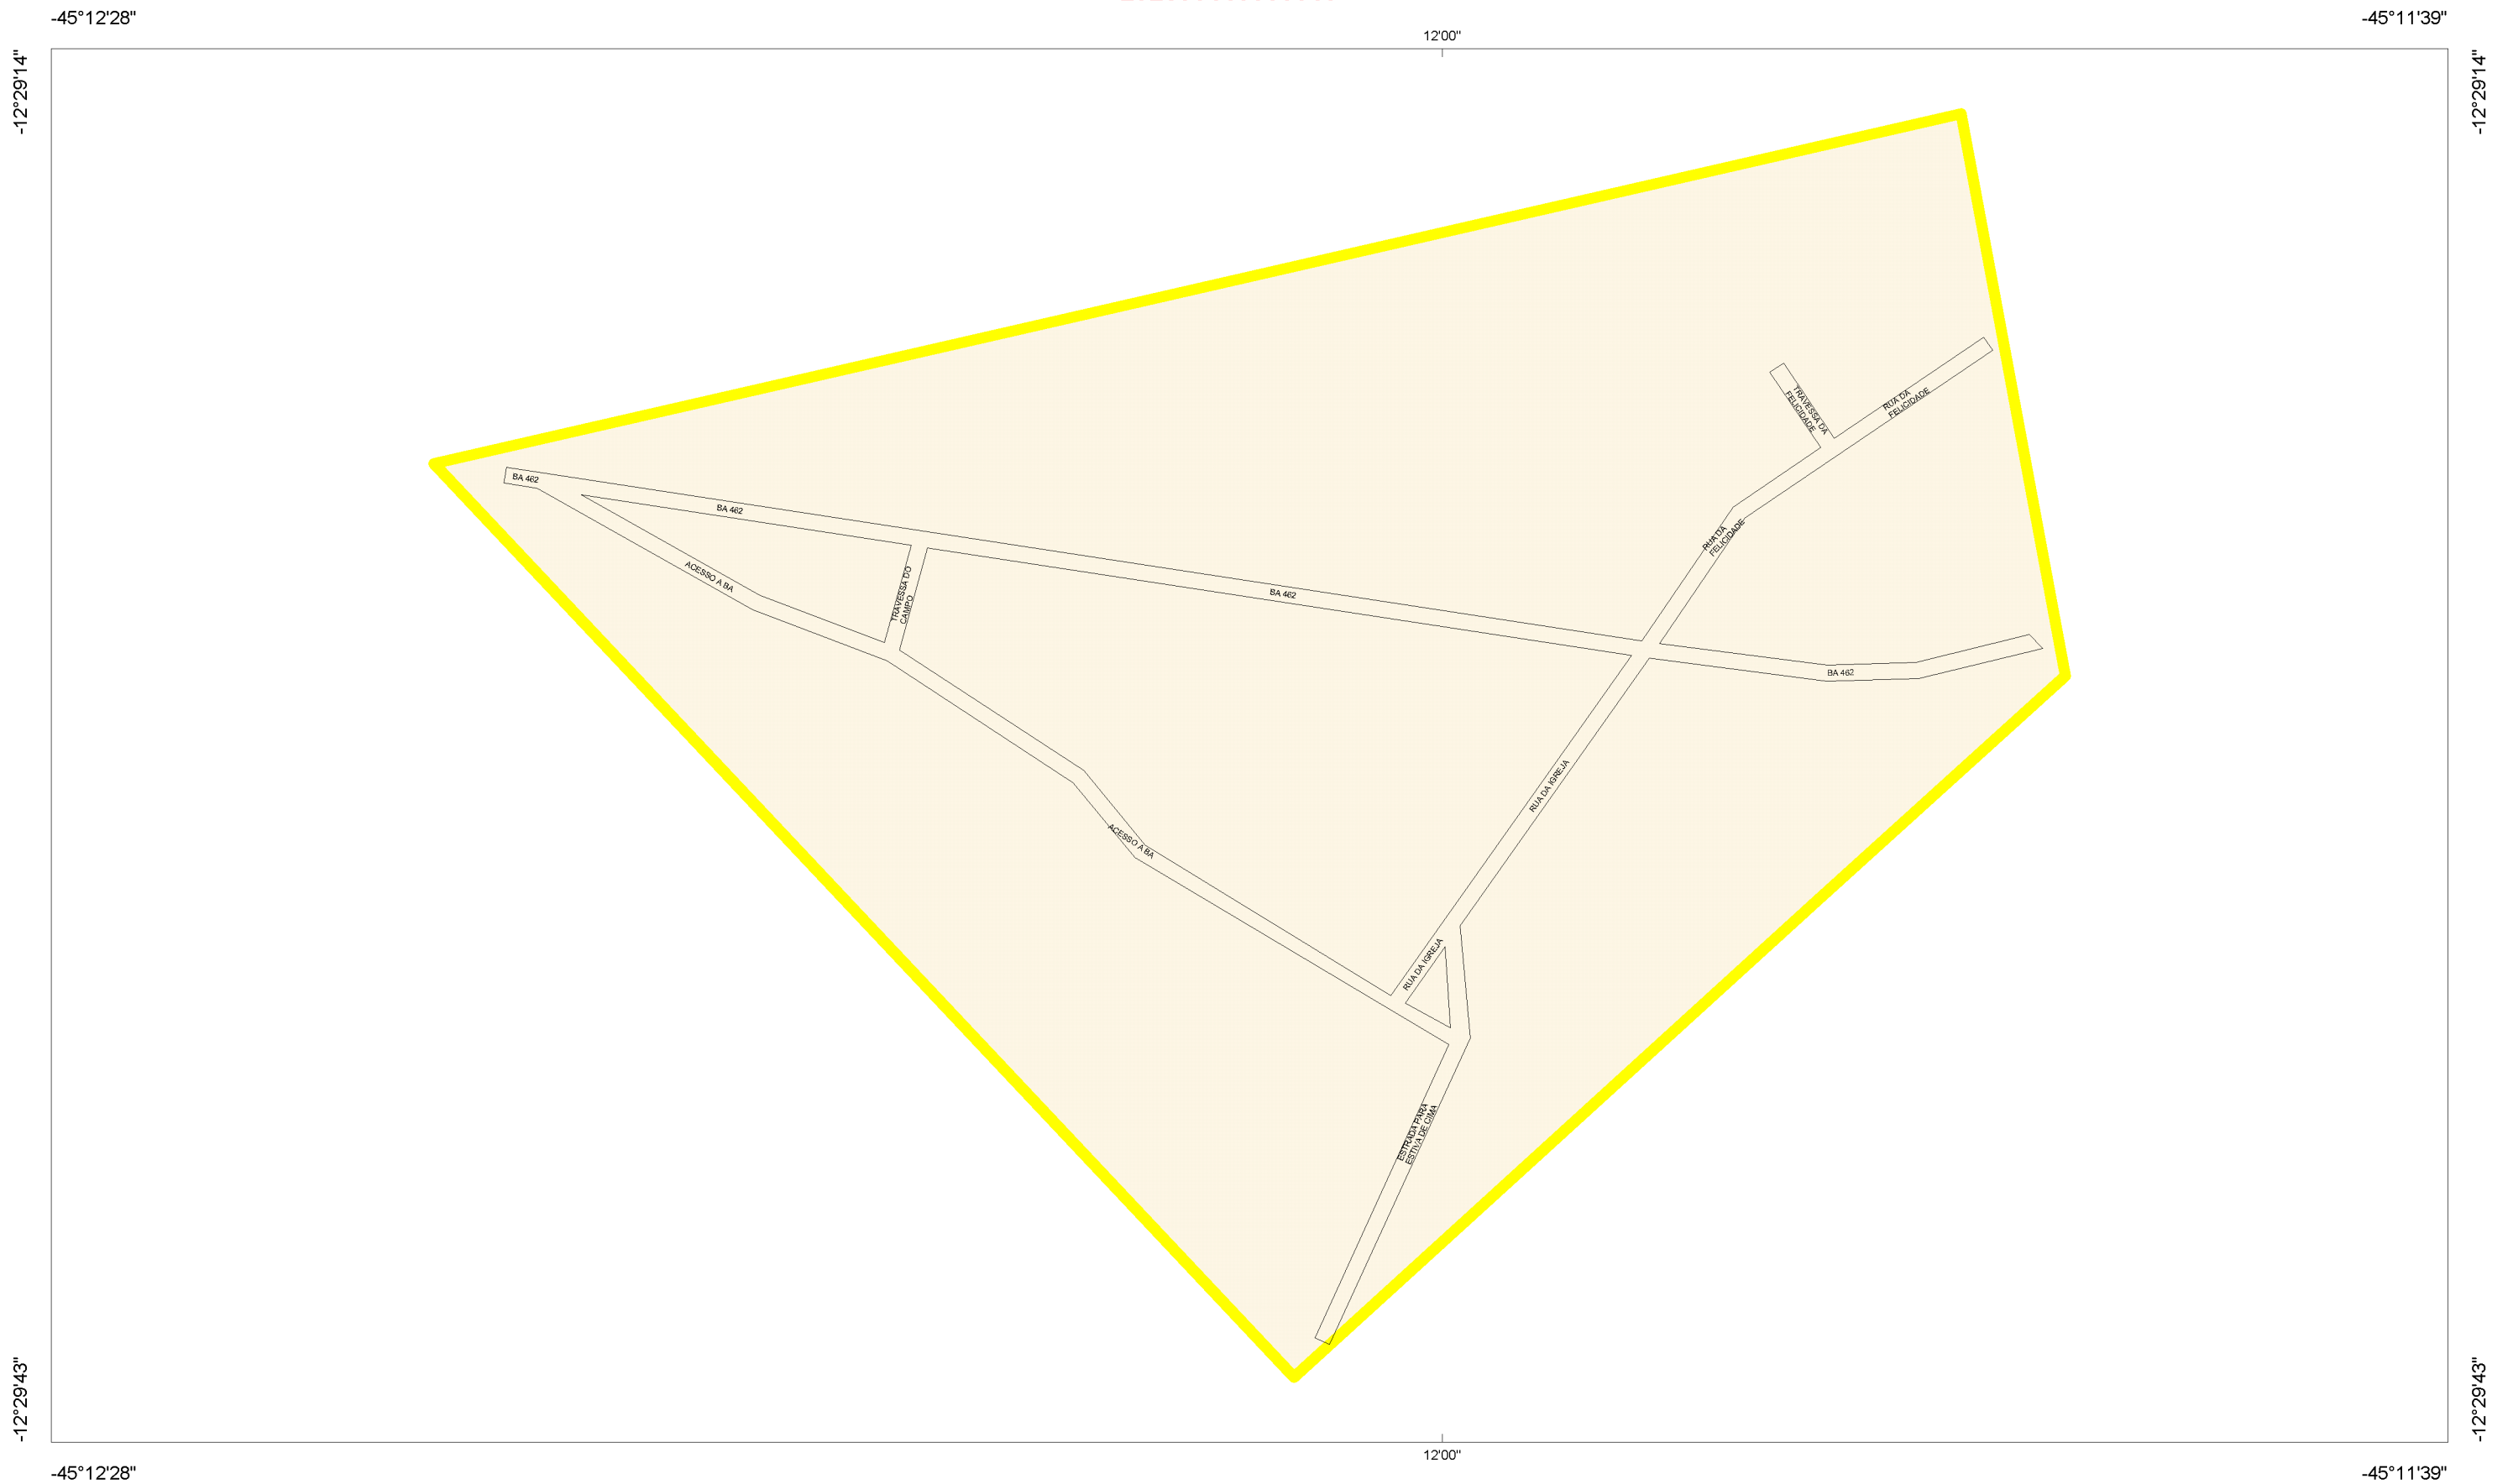 -45°12'28"
-45°11'39"
12'00"
-12°29'14"
-12°29'14"
TRAVESSA DA
FELICIDADE
RUA DA
FELICIDADE
BA 462
BA 462
RUA DA
FELICIDADE
ACESSO A BA
TRAVESSA DO
CAMPO
BA 462
BA 462
RUA DA IGREJA
ACESSO A BA
RUA DA IGREJA
ESTRADA PARA
ESTIVA DE CIMA
-12°29'43"
-12°29'43"
12'00"
-45°12'28"
-45°11'39"